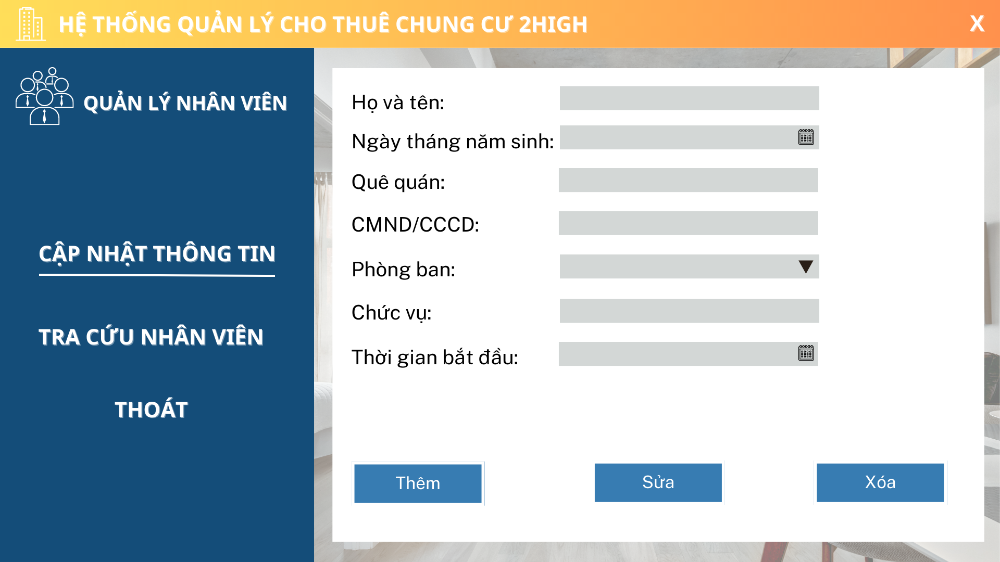 HỆ THỐNG QUẢN LÝ CHO THUÊ CHUNG CƯ 2HIGH
X
QUẢN LÝ NHÂN VIÊN
CẬP NHẬT THÔNG TIN
TRA CỨU NHÂN VIÊN
THOÁT
Họ và tên:
Ngày tháng năm sinh:
Quê quán:
CMND/CCCD:
Phòng ban:
Chức vụ:
Thời gian bắt đầu:
Thêm
Sửa
Xóa